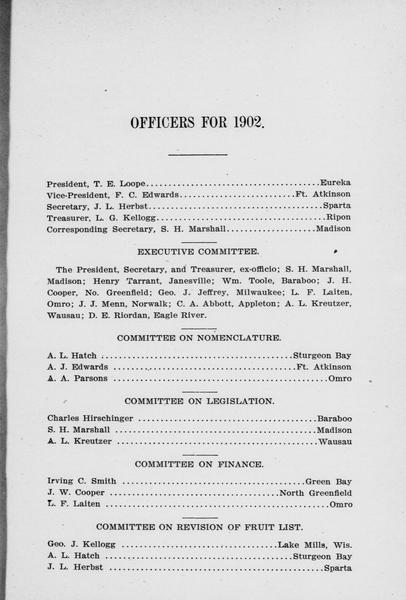 OFFICERS FOR 1902.
President, T. E. Loope..............................Eureka
Vice-President, F. C. Edwards....................Ft. Atkinson
Secretary, J. L. Herbst..............................Sparta
Treasurer, L. G. Kellogg..............................Ripon
Corresponding Secretary, S. H. Marshall...............Madison
EXECUTIVE COMMITTEE.
The President, Secretary, and Treasurer, ex-officio; S. H. Marshall,
Madison; Henry Tarrant, Janesville; Wm. Toole, Baraboo; J. H.
Cooper, No. Greenfield; Geo. J. Jeffrey, Milwaukee; L. F. Laiten,
Omro; J. J. Menn, Norwalk; C. A. Abbott, Appleton; A. L. Kreutzer,
Wausau; D. E. Riordan, Eagle River.
COMMITTEE ON NOMENCLATURE.
A. L. Hatch ..............................Sturgeon Bay
A. J. Edwards ..............................Ft. Atkinson
A. A. Parsons ..............................Omro
COMMITTEE ON LEGISLATION.
Charles Hirschinger ..............................Baraboo
S. H. Marshall ..............................Madison
A. L. Kreutzer ..............................Wausau
COMMITTEE ON FINANCE.
Irving C. Smith ..............................Green Bay
J. W. Cooper ..............................North Greenfield
L. F. Laiten ..............................Omro
COMMITTEE ON REVISION OF FRUIT LIST.
Geo. J. Kellogg ..............................Lake Mills, Wis.
A. L. Hatch ..............................Sturgeon Bay
J. L. Herbst ..............................Sparta